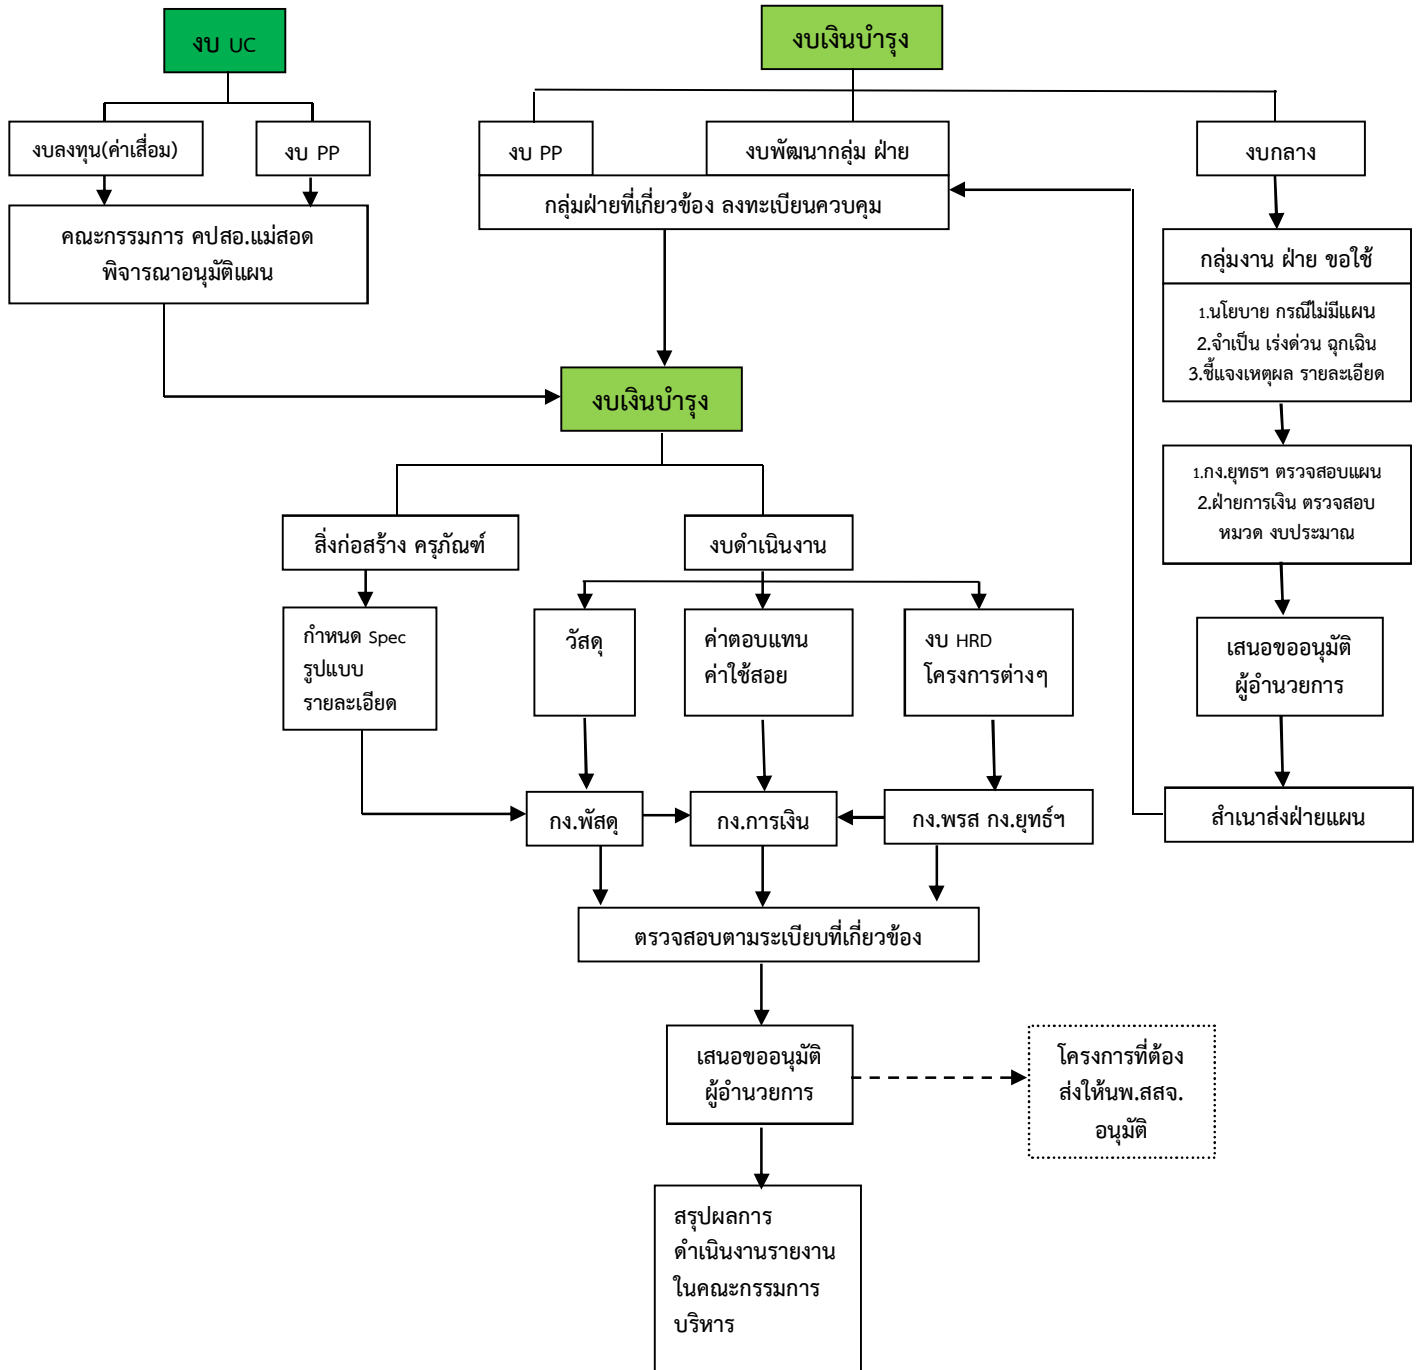 งบ UC
งบเงินบำรุง
งบลงทุน(ค่าเสื่อม)
งบ PP
งบ PP
งบพัฒนากลุ่ม ฝ่าย
งบกลาง
กลุ่มฝ่ายที่เกี่ยวข้อง ลงทะเบียนควบคุม
คณะกรรมการ คปสอ.แม่สอด
พิจารณาอนุมัติแผน
กลุ่มงาน ฝ่าย ขอใช้
1.นโยบาย กรณีไม่มีแผน
2.จำเป็น เร่งด่วน ฉุกเฉิน
3.ชี้แจงเหตุผล รายละเอียด
งบเงินบำรุง
1.กง.ยุทธฯ ตรวจสอบแผน
2.ฝ่ายการเงิน ตรวจสอบ
หมวด งบประมาณ
สิ่งก่อสร้าง ครุภัณฑ์
งบดำเนินงาน
กำหนด Spec
รูปแบบ
รายละเอียด
วัสดุ
ค่าตอบแทน
ค่าใช้สอย
งบ HRD
โครงการต่างๆ
เสนอขออนุมัติ
ผู้อำนวยการ
กง.พัสดุ
กง.การเงิน
กง.พรส กง.ยุทธ์ฯ
สำเนาส่งฝ่ายแผน
ตรวจสอบตามระเบียบที่เกี่ยวข้อง
เสนอขออนุมัติ
ผู้อำนวยการ
โครงการที่ต้อง
ส่งให้นพ.สสจ.
อนุมัติ
สรุปผลการ
ดำเนินงานรายงาน
ในคณะกรรมการ
บริหาร